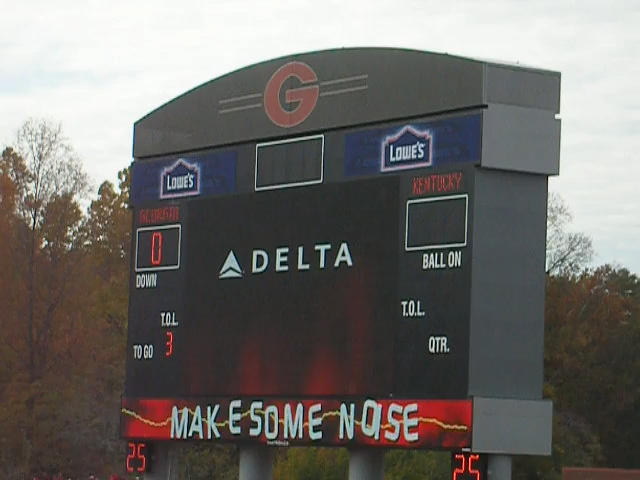 G
LOWE'S LOWE'S
GEORGIA KENTUCKY
0
DOWN BALL ON
DELTA
T.O.L. T.O.L.
TO GO 3 QTR.
MAKE SOME NOISE
25 25